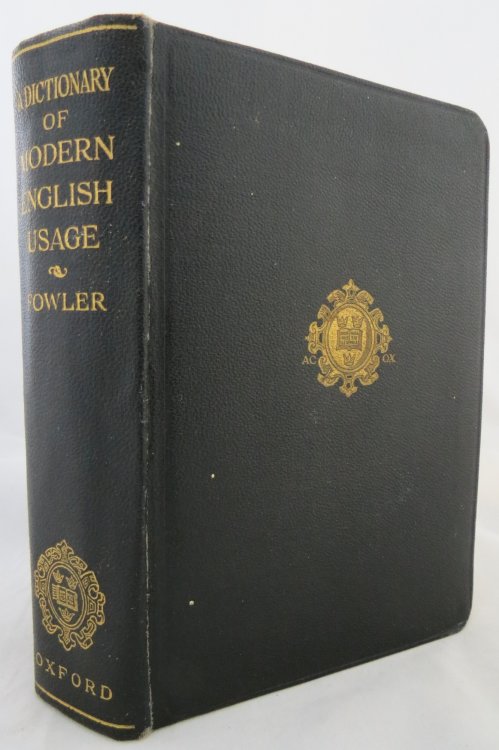 A DICTIONARY
OF
MODERN
ENGLISH
USAGE
FOWLER
OXFORD
AC OX